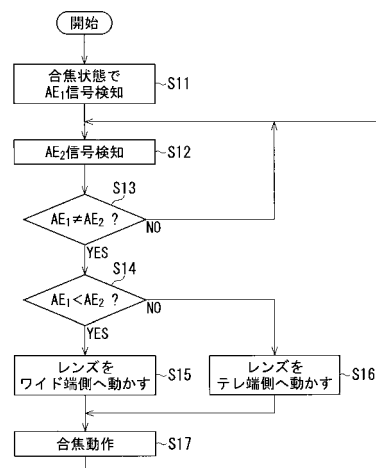 開始
合焦状態で
AE₁信号検知
S11
AE₂信号検知
S12
S13
AE₁≠AE₂ ?
NO
YES
S14
AE₁<AE₂ ?
NO
YES
レンズを
ワイド端側へ動かす
S15
レンズを
テレ端側へ動かす
S16
合焦動作
S17